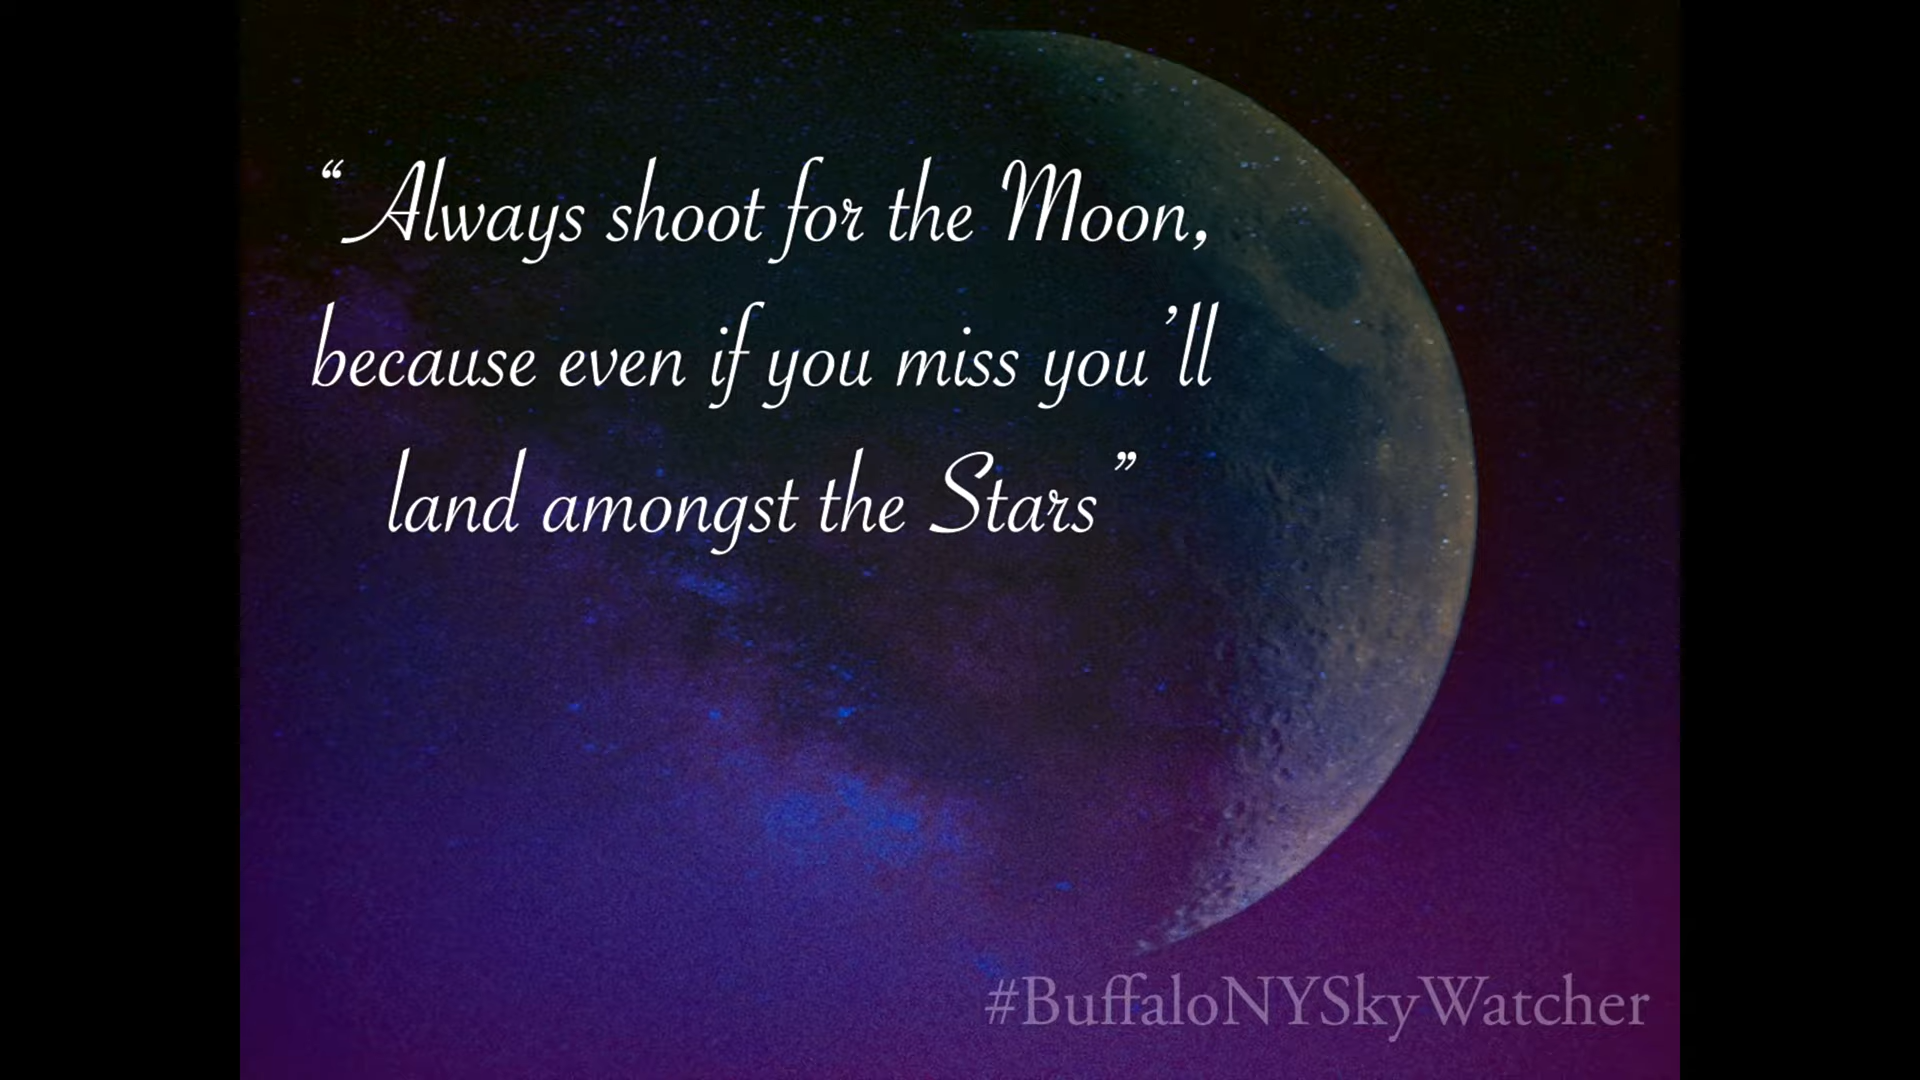 “Always shoot for the Moon,
because even if you miss you’ll
land amongst the Stars”
#BuffaloNYSkyWatcher